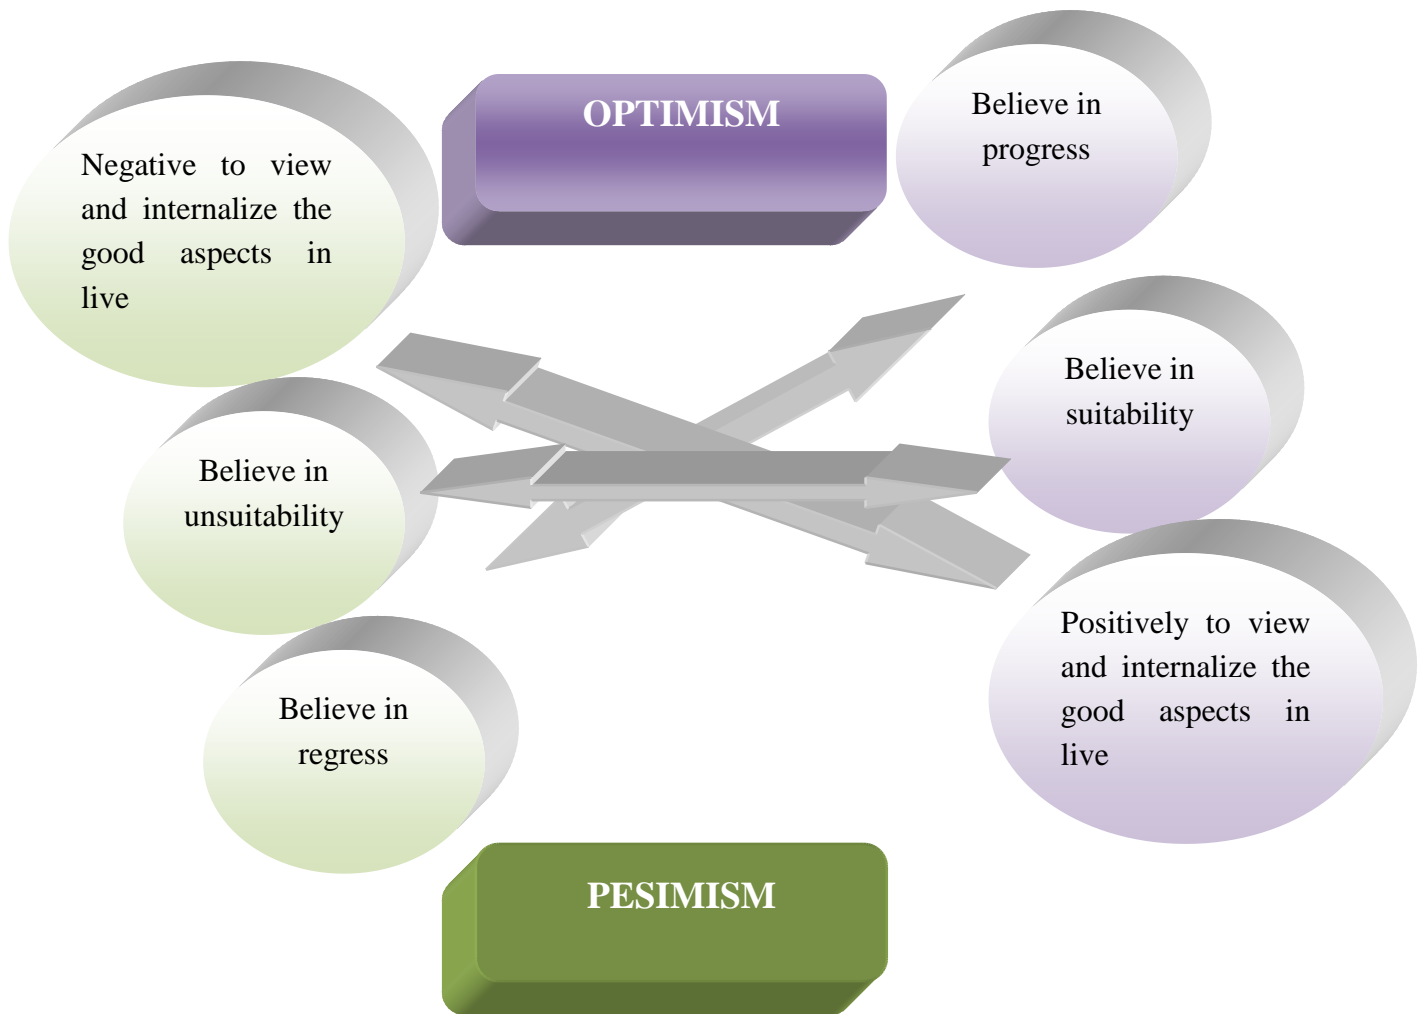 OPTIMISM
Believe in
progress
Negative to view
and internalize the
good aspects in
live
Believe in
suitability
Believe in
unsuitability
Positively to view
and internalize the
good aspects in
live
Believe in
regress
PESIMISM